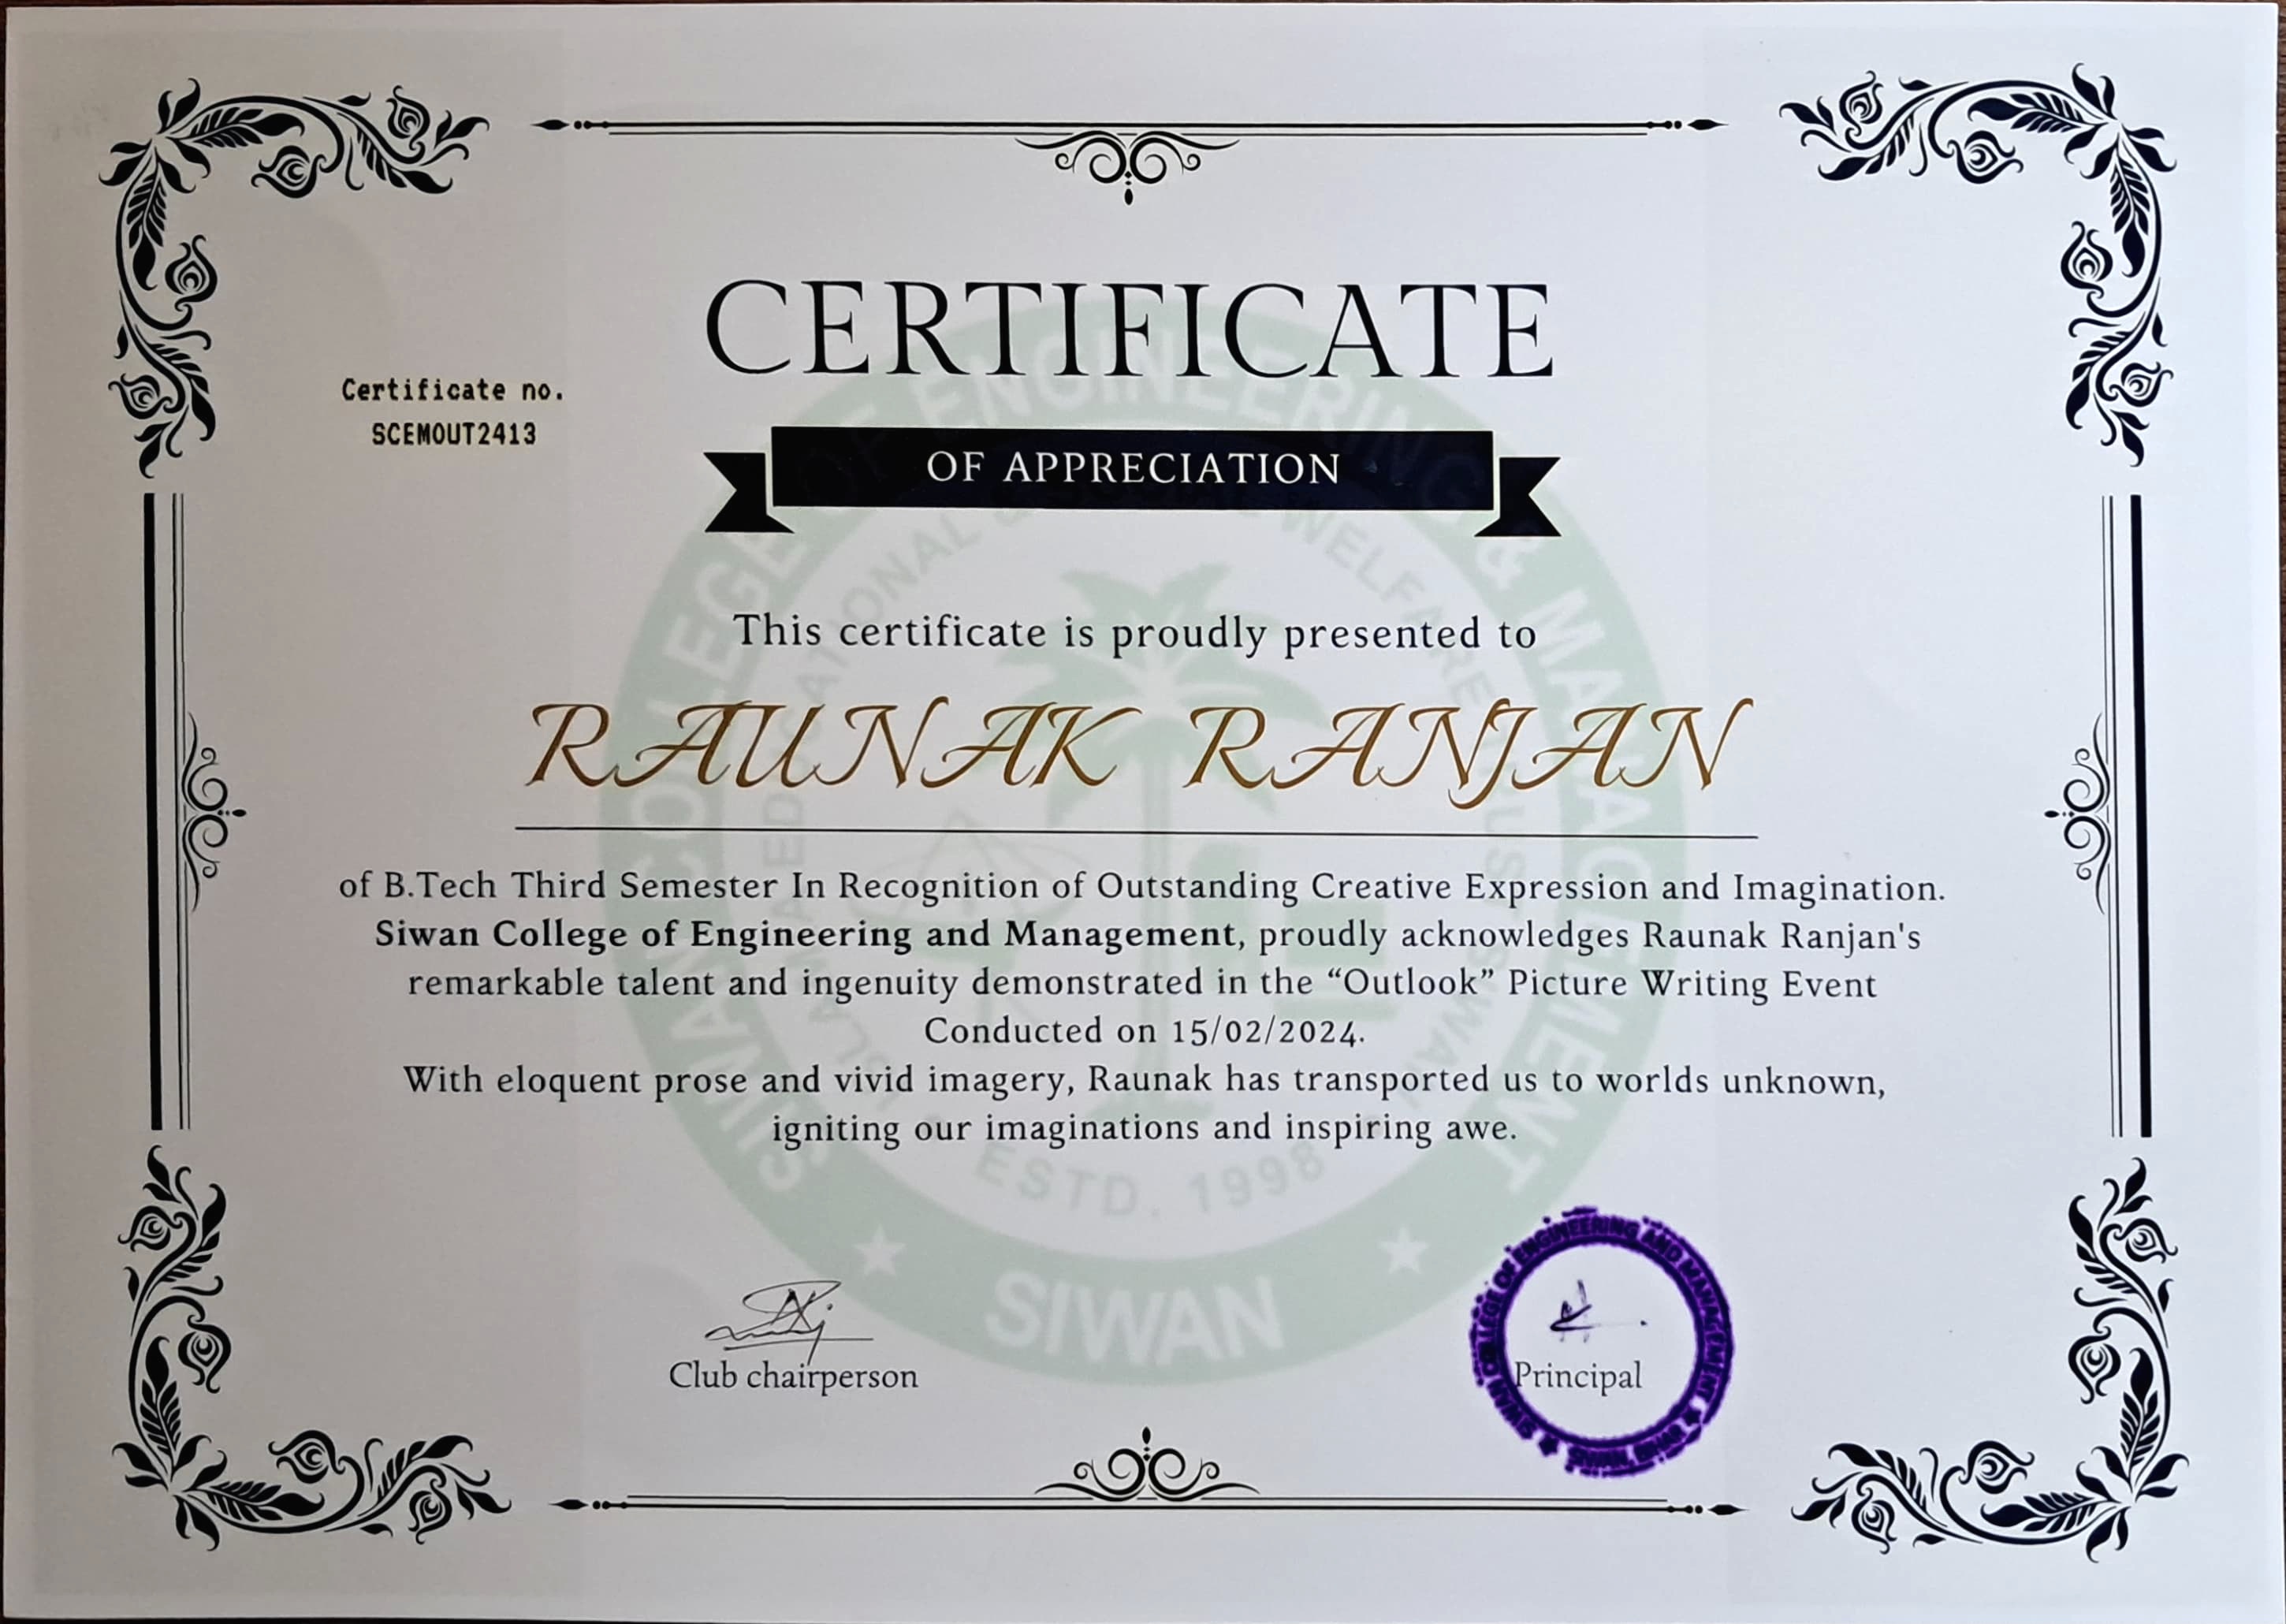 CERTIFICATE
Certificate no.
SCEMOUT2413
OF APPRECIATION
This certificate is proudly presented to
RAUNAK RANJAN
of B.Tech Third Semester In Recognition of Outstanding Creative Expression and Imagination.
Siwan College of Engineering and Management, proudly acknowledges Raunak Ranjan's
remarkable talent and ingenuity demonstrated in the “Outlook” Picture Writing Event
Conducted on 15/02/2024.
With eloquent prose and vivid imagery, Raunak has transported us to worlds unknown,
igniting our imaginations and inspiring awe.
Club chairperson
Principal
SIWAN COLLEGE OF ENGINEERING & MANAGEMENT
EDUCATIONAL & WELFARE TRUST SIWAN
ESTD. 1998
SIWAN
SIWAN COLLEGE OF ENGINEERING AND MANAGEMENT
SIWAN, BIHAR